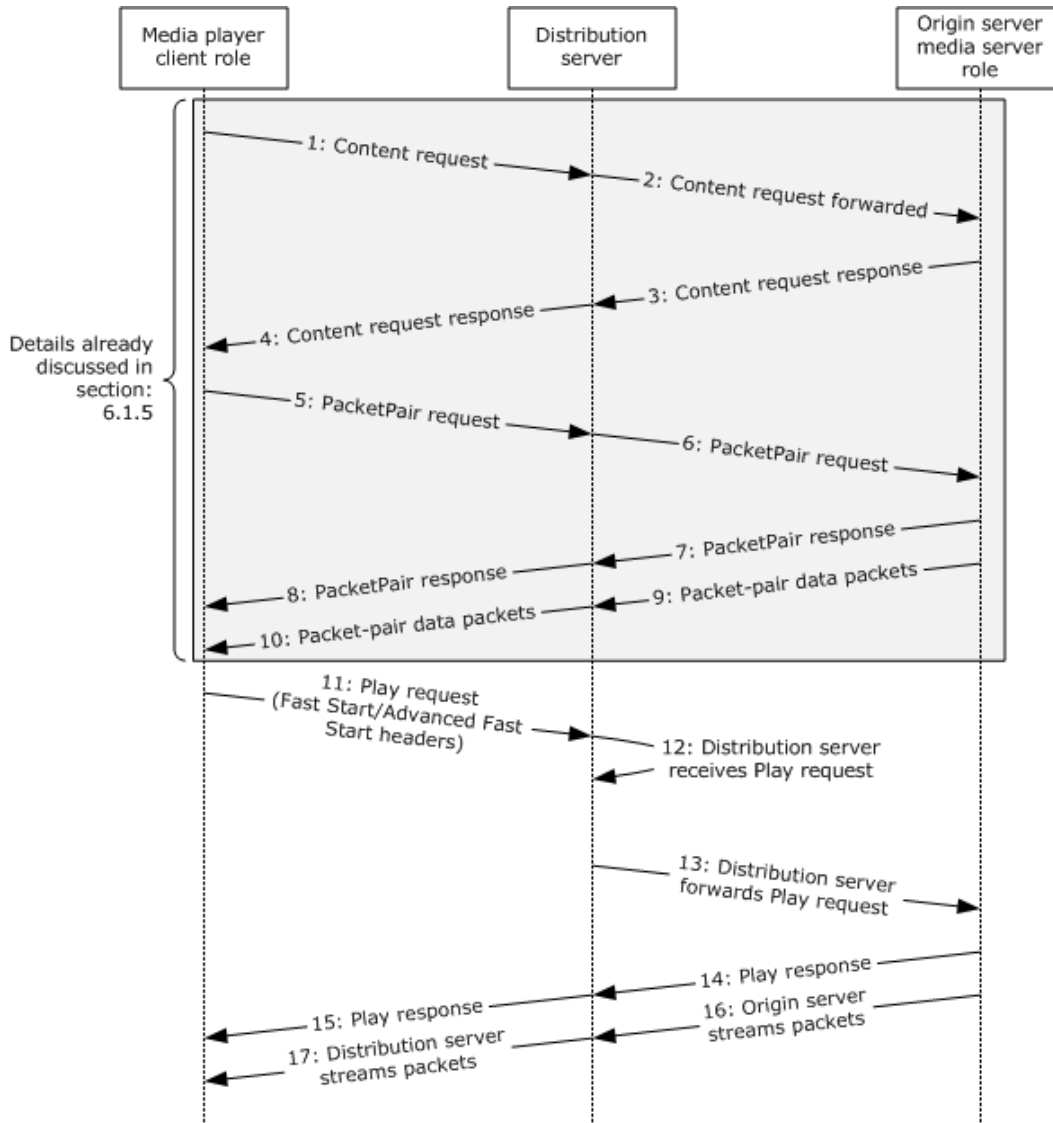 Media player
client role
Distribution
server
Origin server
media server
role
1: Content request
2: Content request forwarded
3: Content request response
4: Content request response
Details already
discussed in
section:
6.1.5
5: PacketPair request
6: PacketPair request
7: PacketPair response
8: PacketPair response
9: Packet-pair data packets
10: Packet-pair data packets
11: Play request
(Fast Start/Advanced Fast
Start headers)
12: Distribution server
receives Play request
13: Distribution server
forwards Play request
14: Play response
15: Play response
16: Origin server
streams packets
17: Distribution server
streams packets